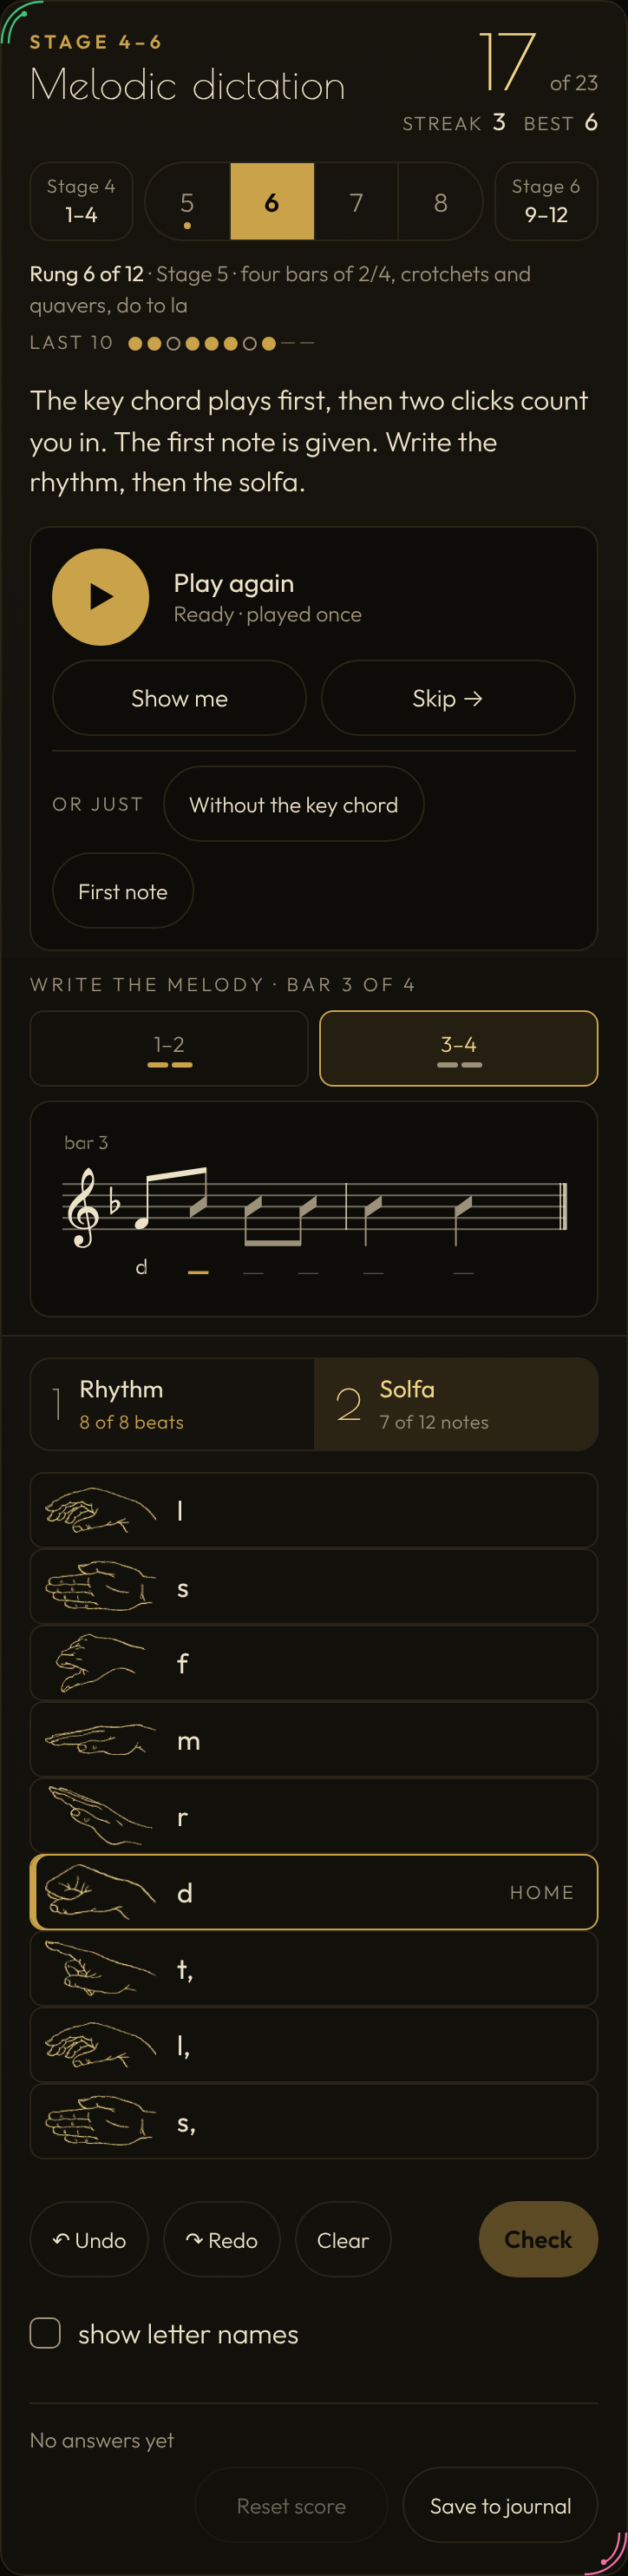 STAGE 4–6
Melodic dictation
17 of 23
STREAK 3 BEST 6
Stage 4
1–4
5
6
7
8
Stage 6
9–12
Rung 6 of 12 · Stage 5 · four bars of 2/4, crotchets and
quavers, do to la
LAST 10
The key chord plays first, then two clicks count
you in. The first note is given. Write the
rhythm, then the solfa.
Play again
Ready · played once
Show me
Skip →
OR JUST
Without the key chord
First note
WRITE THE MELODY · BAR 3 OF 4
1–2
3–4
bar 3
d
1 Rhythm
8 of 8 beats
2 Solfa
7 of 12 notes
l
s
f
m
r
d HOME
t,
l,
s,
↶ Undo
↷ Redo
Clear
Check
show letter names
No answers yet
Reset score
Save to journal